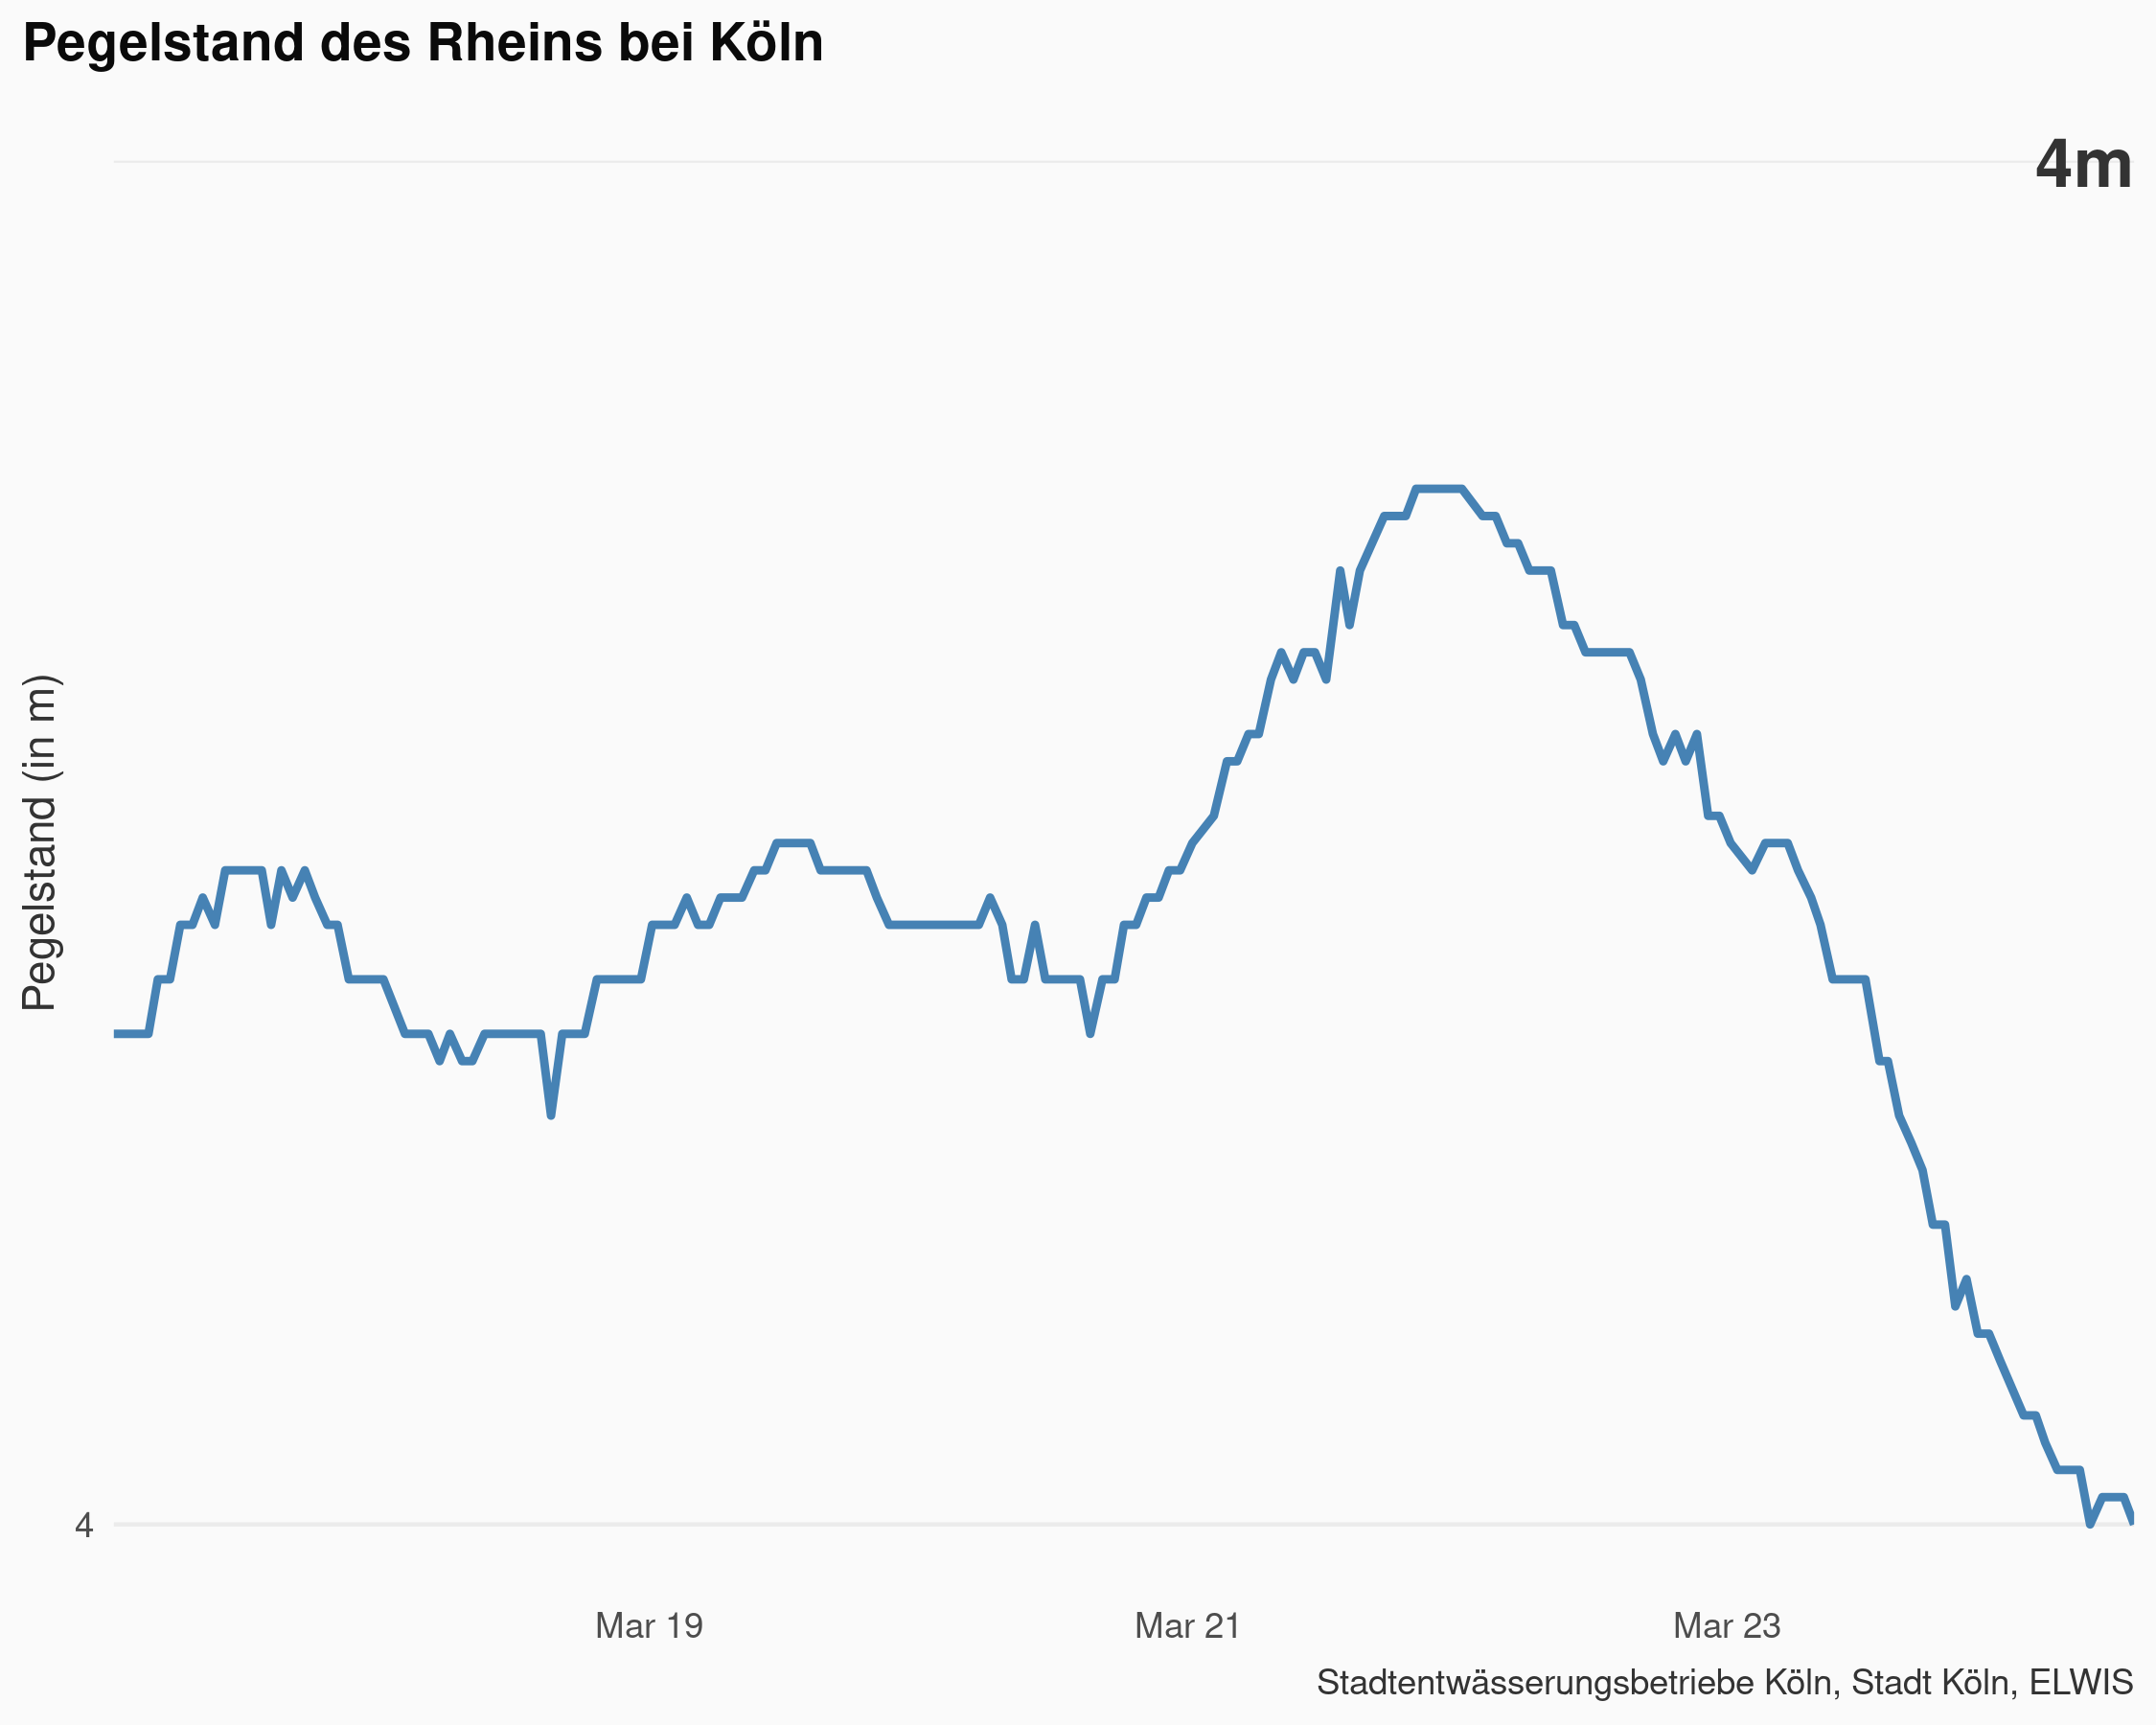 Pegelstand des Rheins bei Köln
4m
Pegelstand (in m)
4
Mar 19
Mar 21
Mar 23
Stadtentwässerungsbetriebe Köln, Stadt Köln, ELWIS